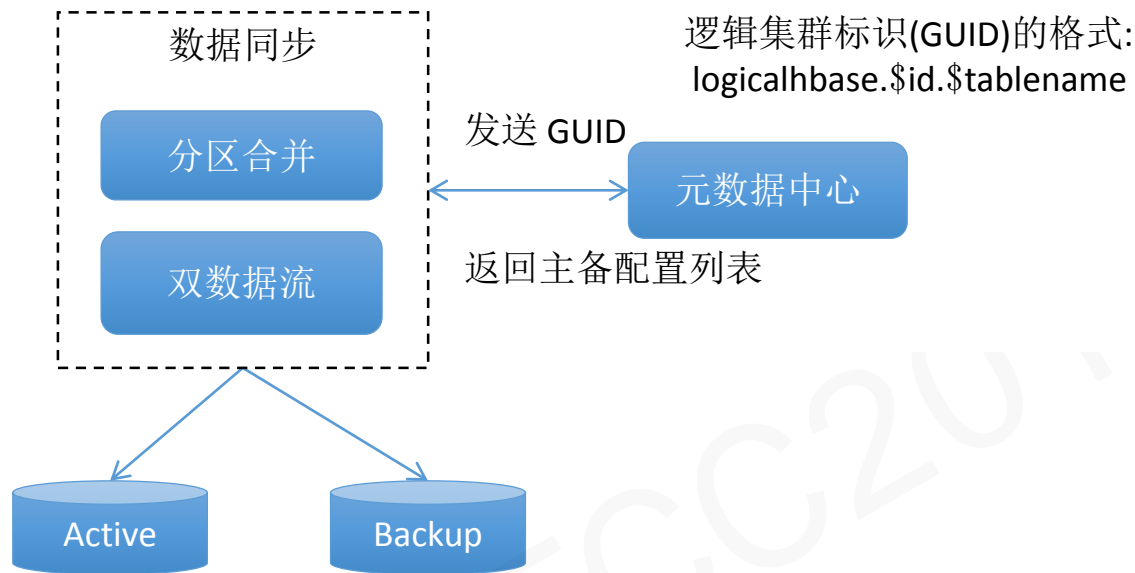 数据同步
逻辑集群标识(GUID)的格式:
logicalhbase.$id.$tablename
分区合并
发送 GUID
元数据中心
双数据流
返回主备配置列表
Active
Backup